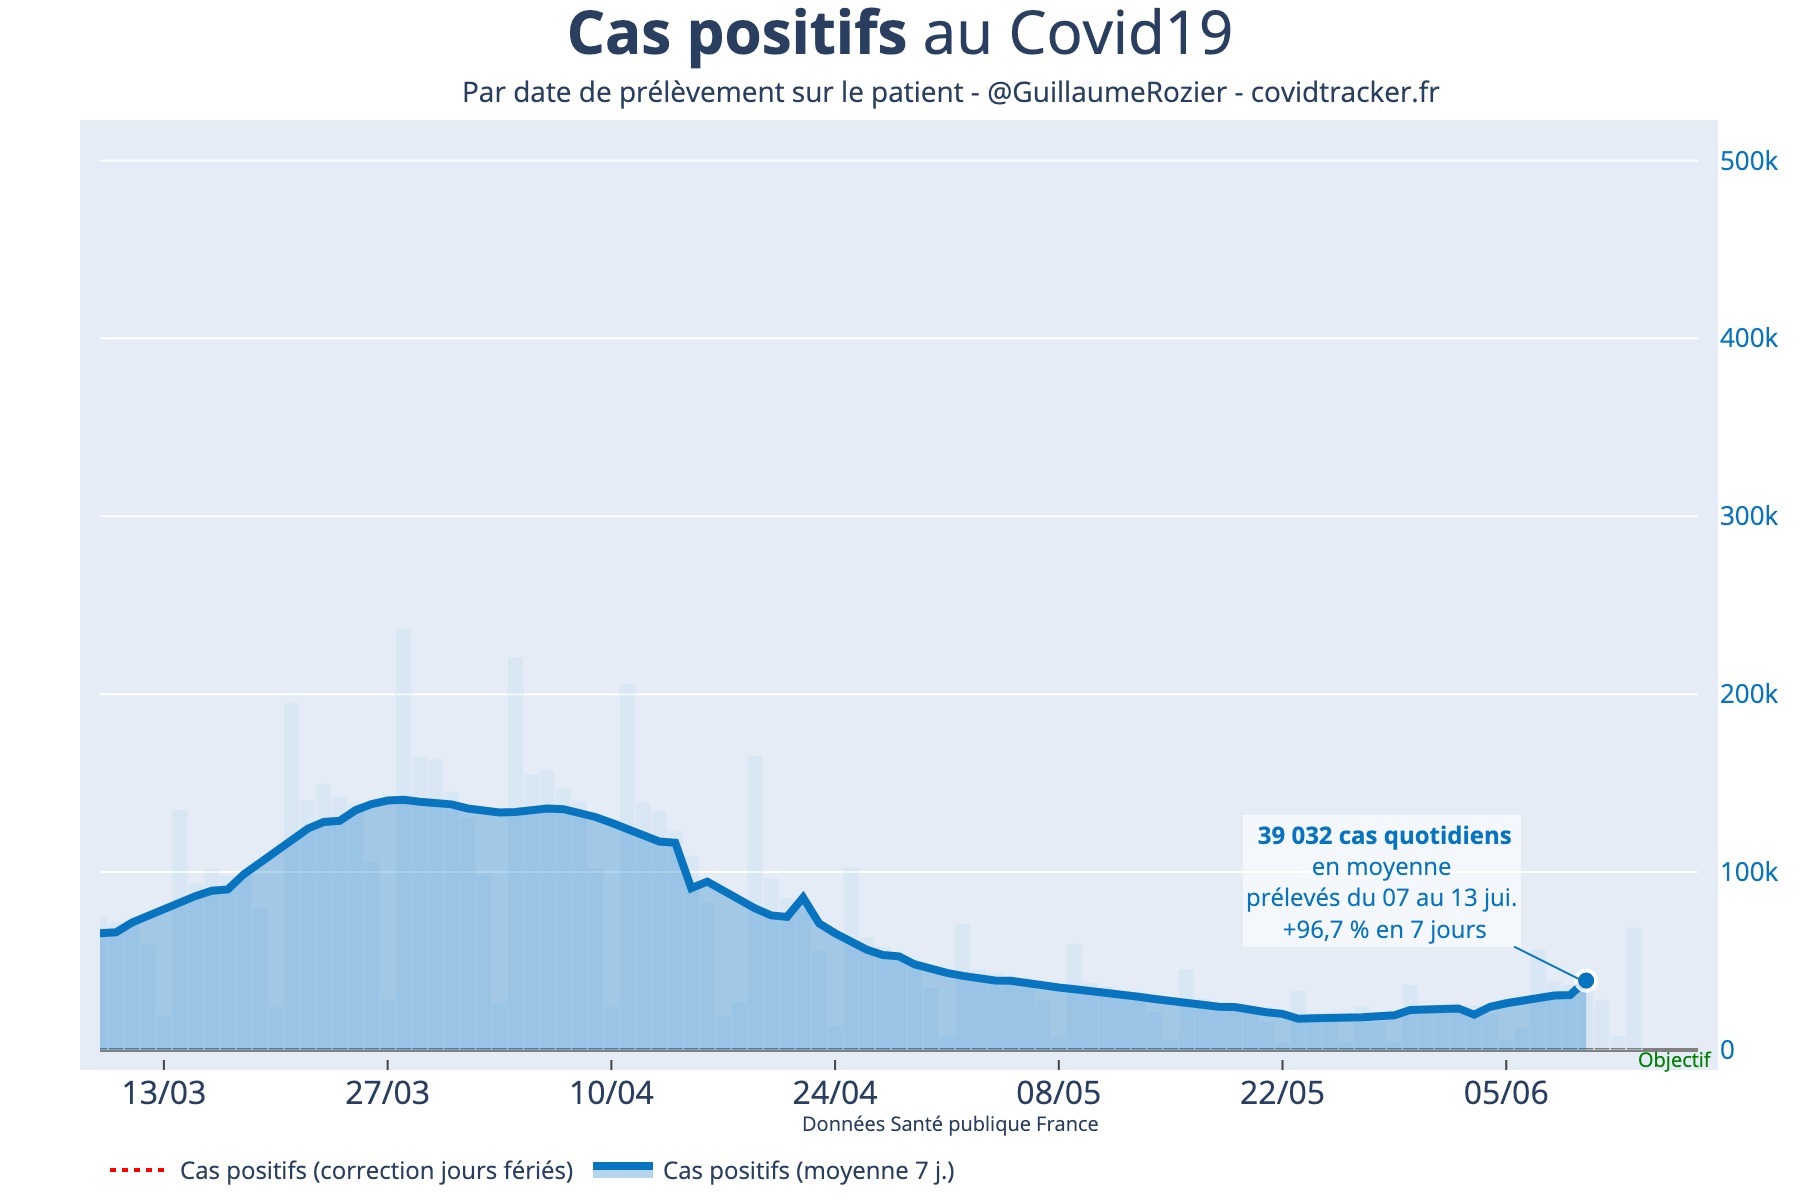 Cas positifs au Covid19
Par date de prélèvement sur le patient - @GuillaumeRozier - covidtracker.fr
500k
400k
300k
200k
39 032 cas quotidiens
en moyenne
prélevés du 07 au 13 jui.
+96,7 % en 7 jours
100k
0
Objectif
13/03 27/03 10/04 24/04 08/05 22/05 05/06
Données Santé publique France
Cas positifs (correction jours fériés) Cas positifs (moyenne 7 j.)